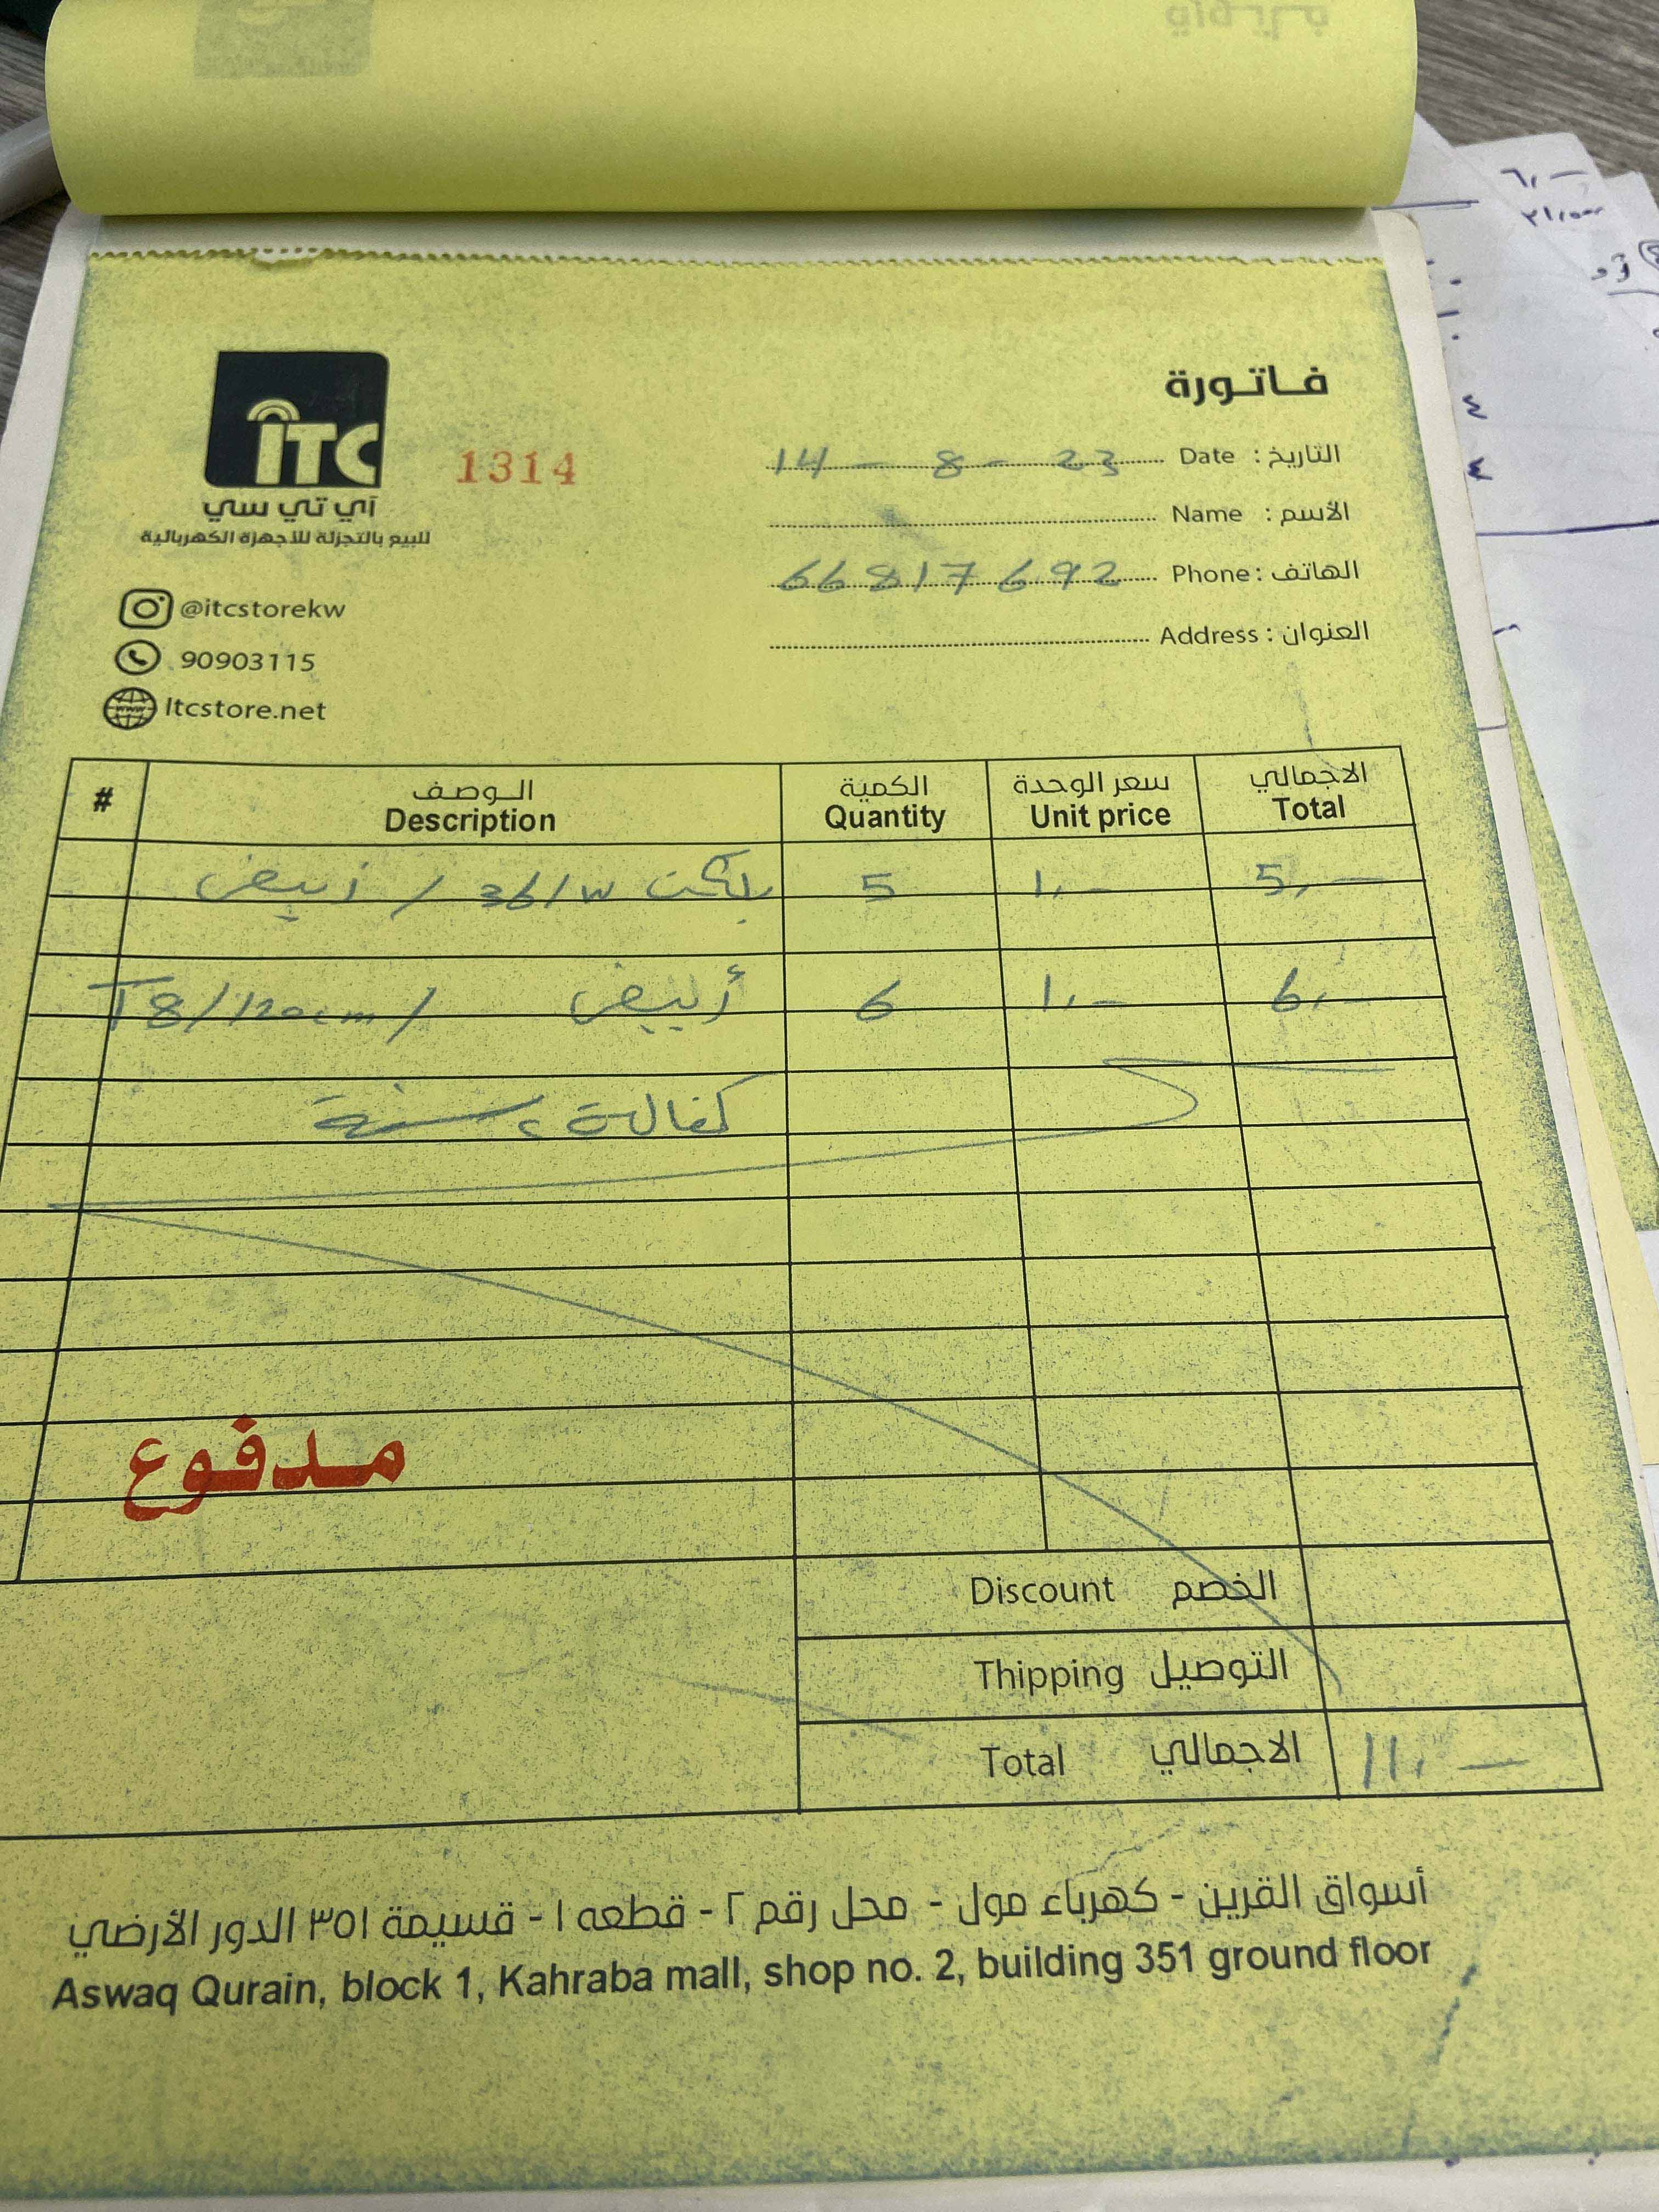 فاتورة
ITC
آي تي سي
للبيع بالتجزئة للأجهزة الكهربائية
1314
التاريخ : Date 14 - 8 - 23
الأسم : Name
الهاتف : Phone 66817692
العنوان : Address
@itcstorekw
90903115
Itcstore.net
# الوصف الكمية سعر الوحدة الاجمالي
Description Quantity Unit price Total
36/w / أبيض 5 1,- 5,-
T8/120cm / أبيض 6 1,- 6,-
كفالة سنة
مدفوع
Discount الخصم
Thipping التوصيل
Total الاجمالي 11,-
أسواق القرين - كهرباء مول - محل رقم ٢ - قطعه ١ - قسيمة ٣٥١ الدور الأرضي
Aswaq Qurain, block 1, Kahraba mall, shop no. 2, building 351 ground floor